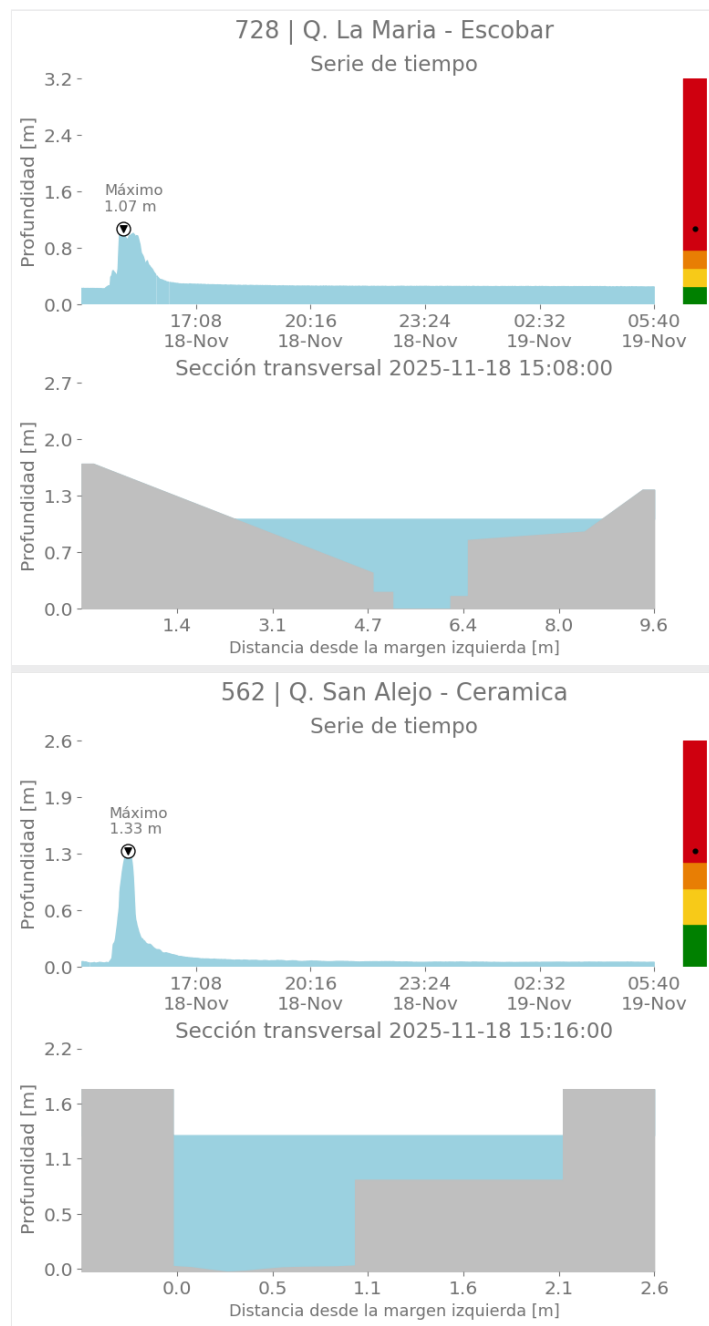 728 | Q. La Maria - Escobar
Serie de tiempo
Profundidad [m]
3.2
2.4
1.6
0.8
0.0
Máximo
1.07 m
17:08 20:16 23:24 02:32 05:40
18-Nov 18-Nov 18-Nov 19-Nov 19-Nov
Sección transversal 2025-11-18 15:08:00
Profundidad [m]
2.7
2.0
1.3
0.7
0.0
1.4 3.1 4.7 6.4 8.0 9.6
Distancia desde la margen izquierda [m]
562 | Q. San Alejo - Ceramica
Serie de tiempo
Profundidad [m]
2.6
1.9
1.3
0.6
0.0
Máximo
1.33 m
17:08 20:16 23:24 02:32 05:40
18-Nov 18-Nov 18-Nov 19-Nov 19-Nov
Sección transversal 2025-11-18 15:16:00
Profundidad [m]
2.2
1.6
1.1
0.5
0.0
0.0 0.5 1.1 1.6 2.1 2.6
Distancia desde la margen izquierda [m]